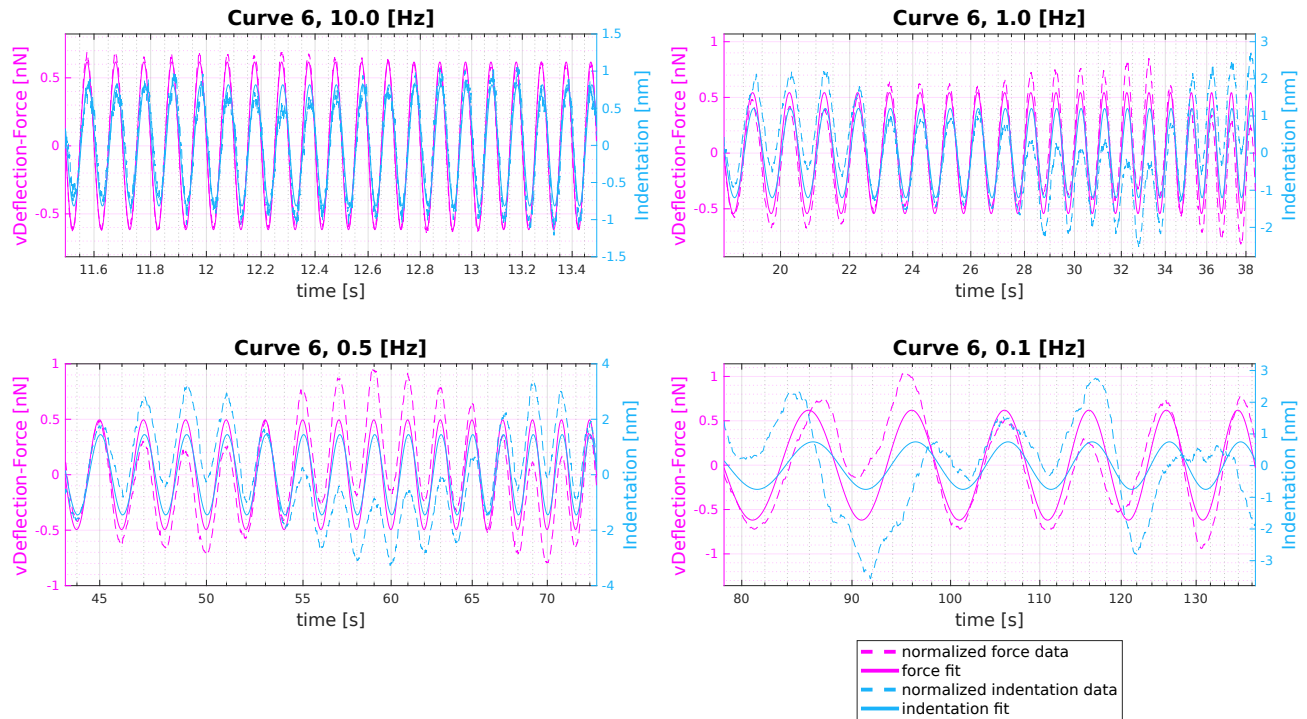 Curve 6, 10.0 [Hz]
vDeflection-Force [nN]
0.5
0
-0.5
1.5
1
0.5
0
-0.5
-1
-1.5
Indentation [nm]
11.6 11.8 12 12.2 12.4 12.6 12.8 13 13.2 13.4
time [s]
Curve 6, 1.0 [Hz]
vDeflection-Force [nN]
1
0.5
0
-0.5
3
2
1
0
-1
-2
Indentation [nm]
20 22 24 26 28 30 32 34 36 38
time [s]
Curve 6, 0.5 [Hz]
vDeflection-Force [nN]
1
0.5
0
-0.5
-1
4
2
0
-2
-4
Indentation [nm]
45 50 55 60 65 70
time [s]
Curve 6, 0.1 [Hz]
vDeflection-Force [nN]
1
0.5
0
-0.5
-1
3
2
1
0
-1
-2
-3
Indentation [nm]
80 90 100 110 120 130
time [s]
normalized force data
force fit
normalized indentation data
indentation fit